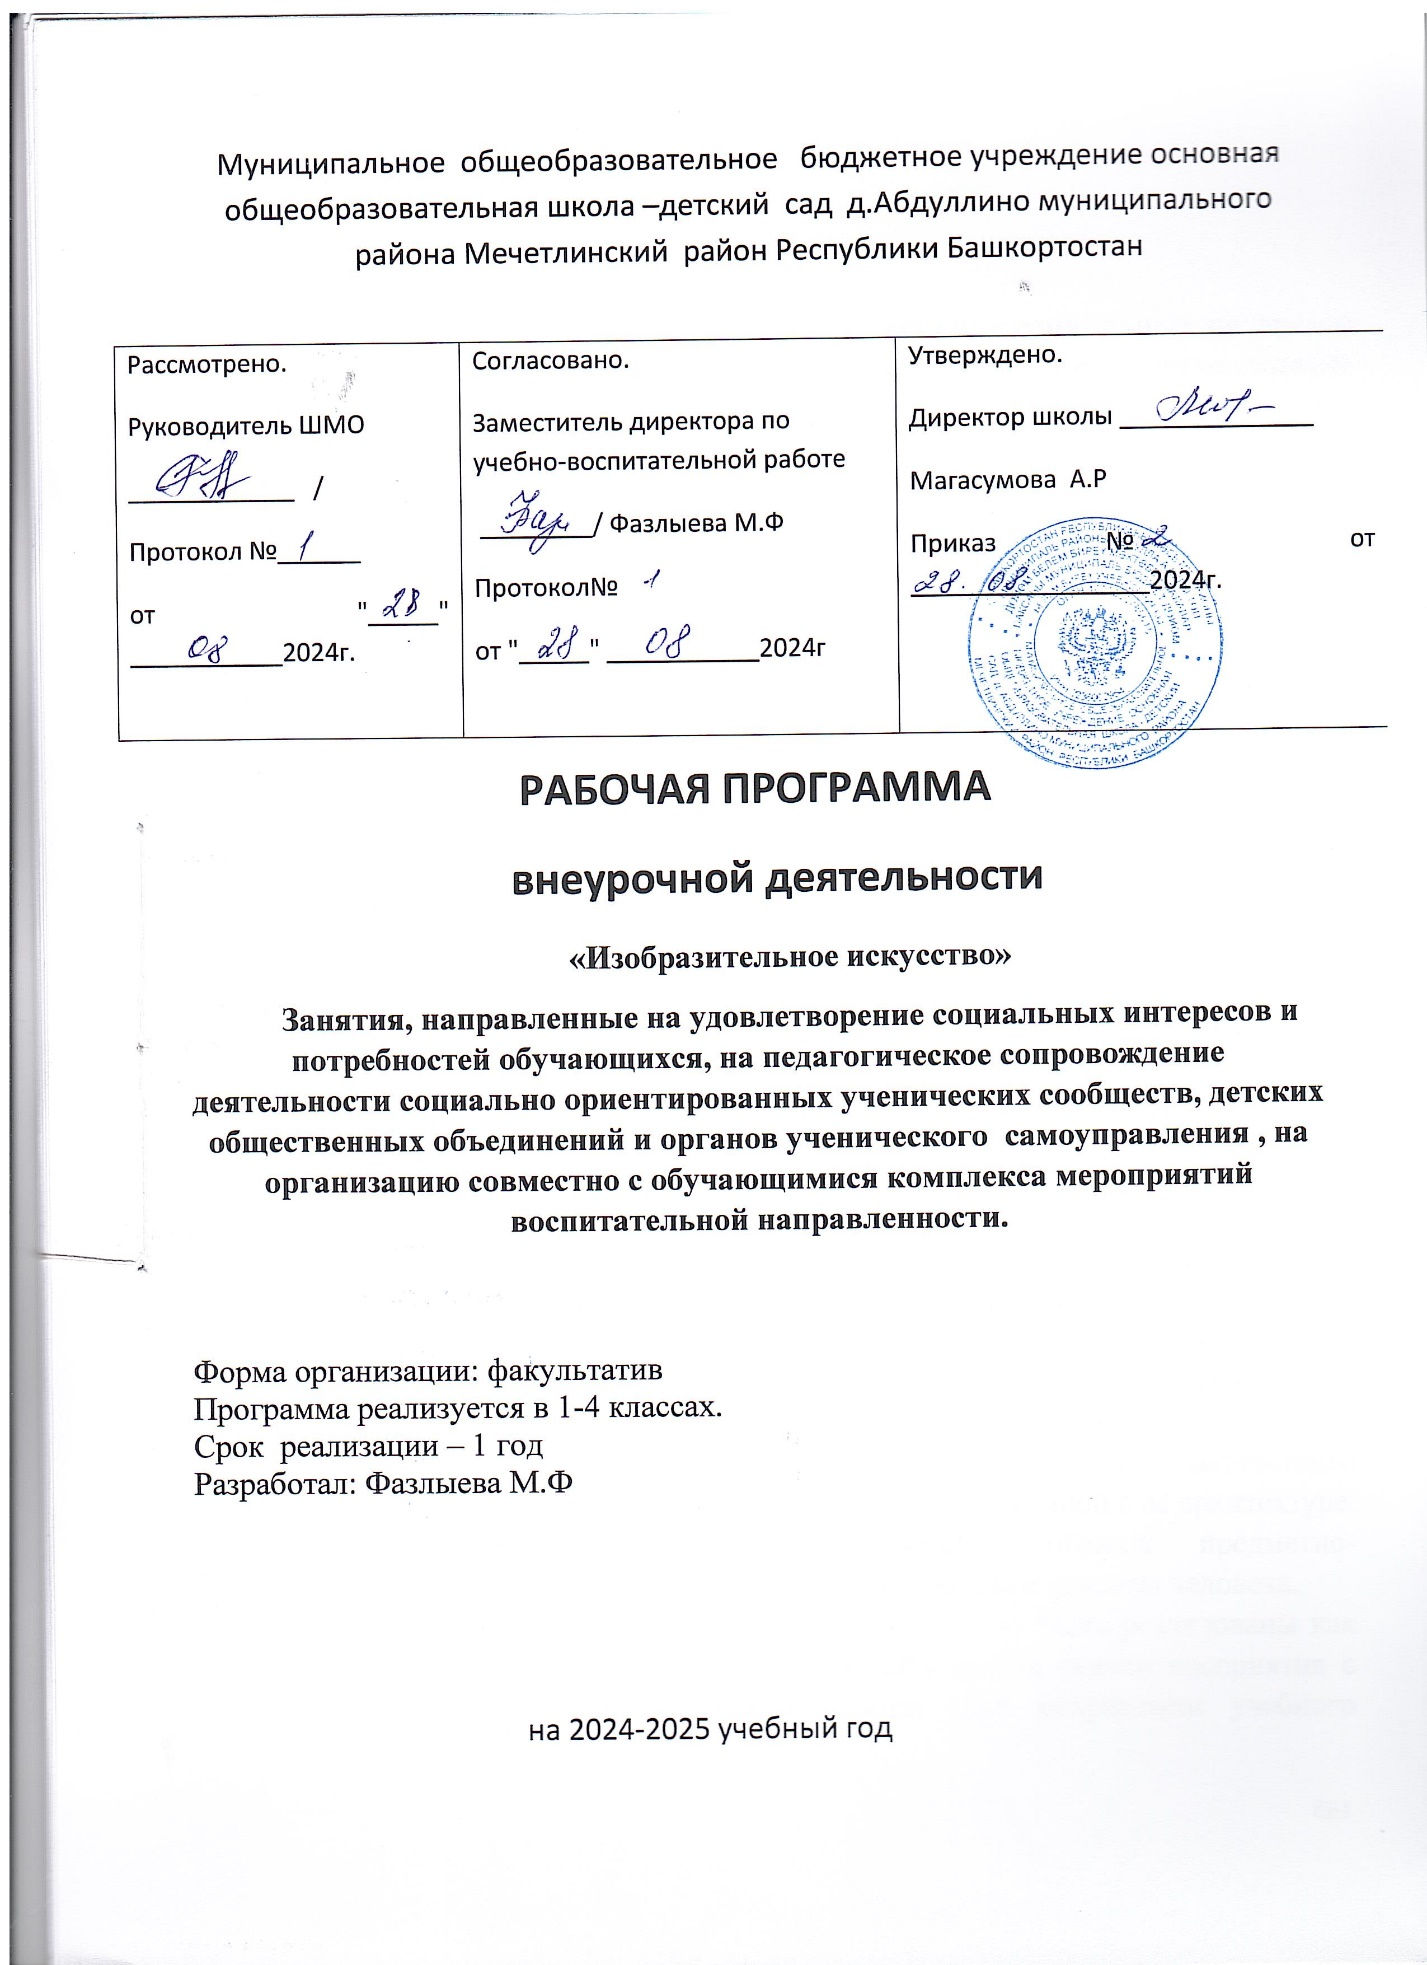 Муниципальное общеобразовательное бюджетное учреждение основная
общеобразовательная школа –детский сад д.Абдуллино муниципального
района Мечетлинский район Республики Башкортостан
Рассмотрено.
Руководитель ШМО
/
Протокол № 1
от "28"
08 2024г.
Согласовано.
Заместитель директора по
учебно-воспитательной работе
/ Фазлыева М.Ф
Протокол№ 1
от "28" 08 2024г
Утверждено.
Директор школы
Магасумова А.Р
Приказ № 2 от
28. 08 2024г.
РАБОЧАЯ ПРОГРАММА
внеурочной деятельности
«Изобразительное искусство»
Занятия, направленные на удовлетворение социальных интересов и
потребностей обучающихся, на педагогическое сопровождение
деятельности социально ориентированных ученических сообществ, детских
общественных объединений и органов ученического самоуправления , на
организацию совместно с обучающимися комплекса мероприятий
воспитательной направленности.
Форма организации: факультатив
Программа реализуется в 1-4 классах.
Срок реализации – 1 год
Разработал: Фазлыева М.Ф
на 2024-2025 учебный год